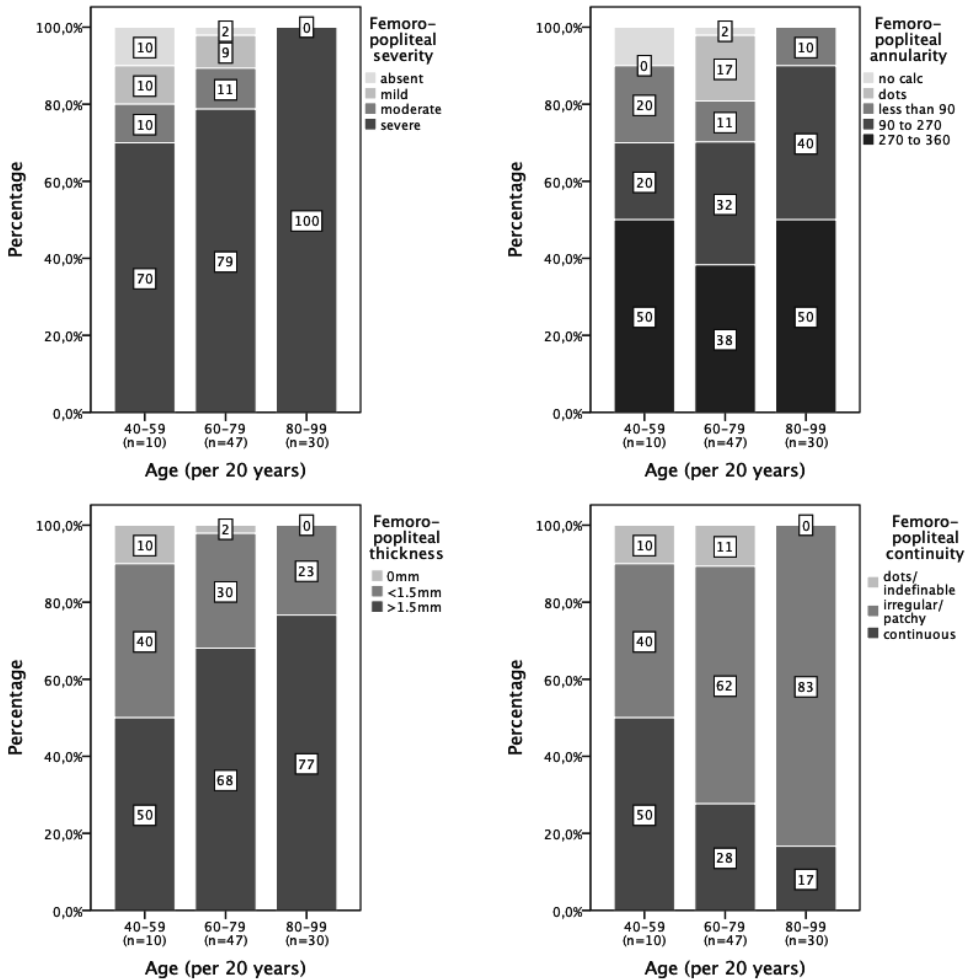 Femoro-
popliteal
severity
absent
mild
moderate
severe
Percentage
100,0%
80,0%
60,0%
40,0%
20,0%
0,0%
10
10
10
70
2
9
11
79
0
100
40-59
(n=10)
60-79
(n=47)
80-99
(n=30)
Age (per 20 years)
Femoro-
popliteal
annularity
no calc
dots
less than 90
90 to 270
270 to 360
Percentage
100,0%
80,0%
60,0%
40,0%
20,0%
0,0%
0
20
20
50
2
17
11
32
38
10
40
50
40-59
(n=10)
60-79
(n=47)
80-99
(n=30)
Age (per 20 years)
Femoro-
popliteal
thickness
0mm
<1.5mm
>1.5mm
Percentage
100,0%
80,0%
60,0%
40,0%
20,0%
0,0%
10
40
50
2
30
68
0
23
77
40-59
(n=10)
60-79
(n=47)
80-99
(n=30)
Age (per 20 years)
Femoro-
popliteal
continuity
dots/
indefinable
irregular/
patchy
continuous
Percentage
100,0%
80,0%
60,0%
40,0%
20,0%
0,0%
10
40
50
11
62
28
0
83
17
40-59
(n=10)
60-79
(n=47)
80-99
(n=30)
Age (per 20 years)